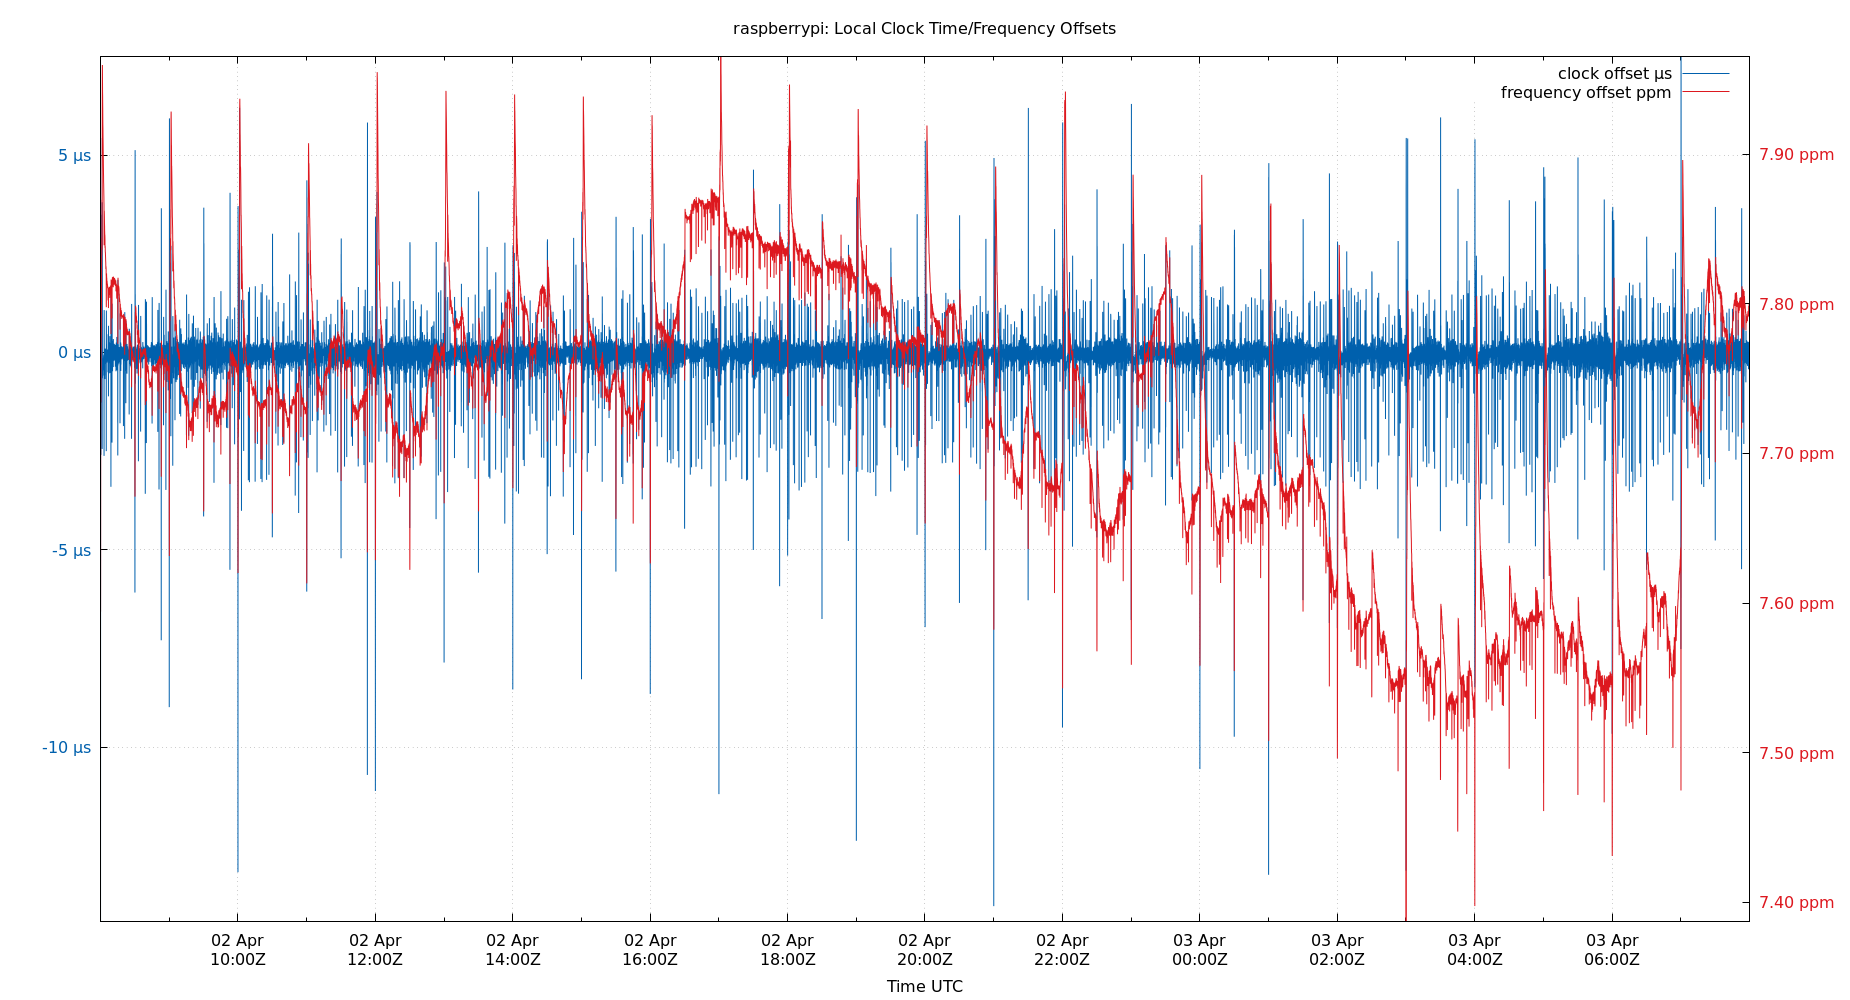 raspberrypi: Local Clock Time/Frequency Offsets
clock offset µs
frequency offset ppm
5 µs
0 µs
-5 µs
-10 µs
7.90 ppm
7.80 ppm
7.70 ppm
7.60 ppm
7.50 ppm
7.40 ppm
02 Apr 02 Apr 02 Apr 02 Apr 02 Apr 02 Apr 02 Apr 03 Apr 03 Apr 03 Apr 03 Apr
10:00Z 12:00Z 14:00Z 16:00Z 18:00Z 20:00Z 22:00Z 00:00Z 02:00Z 04:00Z 06:00Z
Time UTC